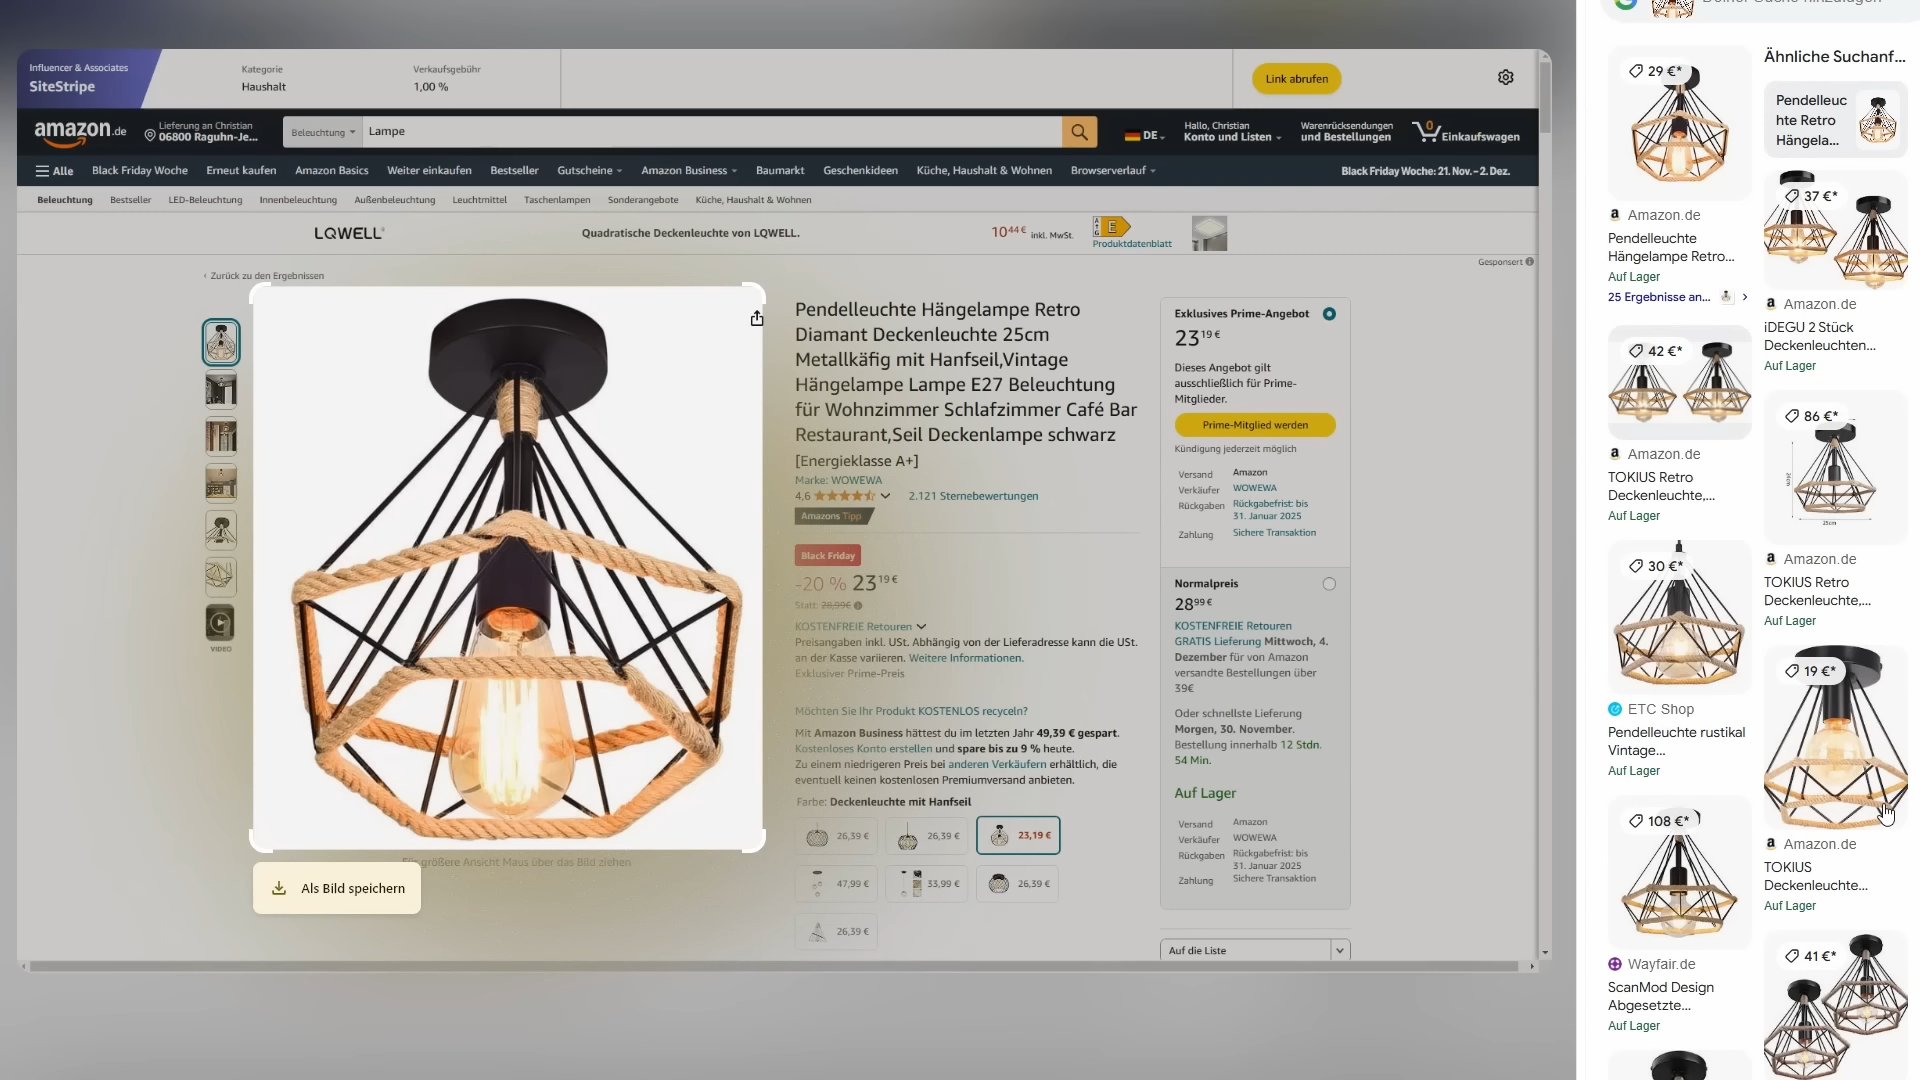 Influencer & Associates
SiteStripe
Kategorie
Haushalt
Verkaufsgebühr
1,00 %
Link abrufen
amazon.de
Lieferung an Christian
06800 Raguhn-Je...
Beleuchtung
Lampe
DE
Hallo, Christian
Konto und Listen
Warenrücksendungen
und Bestellungen
0
Einkaufswagen
Alle
Black Friday Woche
Erneut kaufen
Amazon Basics
Weiter einkaufen
Bestseller
Gutscheine
Amazon Business
Baumarkt
Geschenkideen
Küche, Haushalt & Wohnen
Browserverlauf
Black Friday Woche: 21. Nov. – 2. Dez.
Beleuchtung
Bestseller
LED-Beleuchtung
Innenbeleuchtung
Außenbeleuchtung
Leuchtmittel
Taschenlampen
Sonderangebote
Küche, Haushalt & Wohnen
LQWELL®
Quadratische Deckenleuchte von LQWELL.
10⁴⁴ € inkl. MwSt.
E
Produktdatenblatt
Gesponsert
‹ Zurück zu den Ergebnissen
VIDEO
Für größere Ansicht Maus über das Bild ziehen
Als Bild speichern
Pendelleuchte Hängelampe Retro
Diamant Deckenleuchte 25cm
Metallkäfig mit Hanfseil,Vintage
Hängelampe Lampe E27 Beleuchtung
für Wohnzimmer Schlafzimmer Café Bar
Restaurant,Seil Deckenlampe schwarz
[Energieklasse A+]
Marke: WOWEWA
4,6
2.121 Sternebewertungen
Amazons Tipp
Black Friday
-20 % 23¹⁹ €
Statt: 28,99€
KOSTENFREIE Retouren
Preisangaben inkl. USt. Abhängig von der Lieferadresse kann die USt.
an der Kasse variieren. Weitere Informationen.
Exklusiver Prime-Preis
Möchten Sie Ihr Produkt KOSTENLOS recyceln?
Mit Amazon Business hättest du im letzten Jahr 49,39 € gespart.
Kostenloses Konto erstellen und spare bis zu 9 % heute.
Zu einem niedrigeren Preis bei anderen Verkäufern erhältlich, die
eventuell keinen kostenlosen Premiumversand anbieten.
Farbe: Deckenleuchte mit Hanfseil
26,39 €
26,39 €
23,19 €
47,99 €
33,99 €
26,39 €
26,39 €
Exklusives Prime-Angebot
23¹⁹ €
Dieses Angebot gilt
ausschließlich für Prime-
Mitglieder.
Prime-Mitglied werden
Kündigung jederzeit möglich
Versand Amazon
Verkäufer WOWEWA
Rückgaben Rückgabefrist: bis
31. Januar 2025
Zahlung Sichere Transaktion
Normalpreis
28⁹⁹ €
KOSTENFREIE Retouren
GRATIS Lieferung Mittwoch, 4.
Dezember für von Amazon
versandte Bestellungen über
39€
Oder schnellste Lieferung
Morgen, 30. November.
Bestellung innerhalb 12 Stdn.
54 Min.
Auf Lager
Versand Amazon
Verkäufer WOWEWA
Rückgaben Rückgabefrist: bis
31. Januar 2025
Zahlung Sichere Transaktion
Auf die Liste
29 €*
Amazon.de
Pendelleuchte
Hängelampe Retro...
Auf Lager
25 Ergebnisse an...
42 €*
Amazon.de
TOKIUS Retro
Deckenleuchte,...
Auf Lager
30 €*
ETC Shop
Pendelleuchte rustikal
Vintage...
Auf Lager
108 €*
Wayfair.de
ScanMod Design
Abgesetzte...
Auf Lager
Ähnliche Suchanf...
Pendelleuc
hte Retro
Hängela...
37 €*
Amazon.de
iDEGU 2 Stück
Deckenleuchten...
Auf Lager
86 €*
25cm
Amazon.de
TOKIUS Retro
Deckenleuchte,...
Auf Lager
19 €*
Amazon.de
TOKIUS
Deckenleuchte...
Auf Lager
41 €*